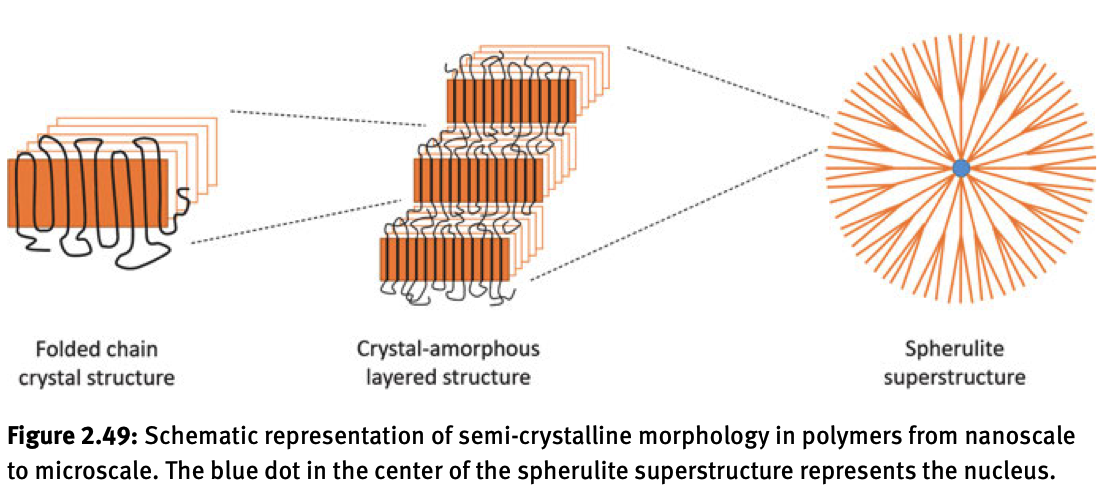 Folded chain
crystal structure
Crystal-amorphous
layered structure
Spherulite
superstructure
Figure 2.49: Schematic representation of semi-crystalline morphology in polymers from nanoscale
to microscale. The blue dot in the center of the spherulite superstructure represents the nucleus.